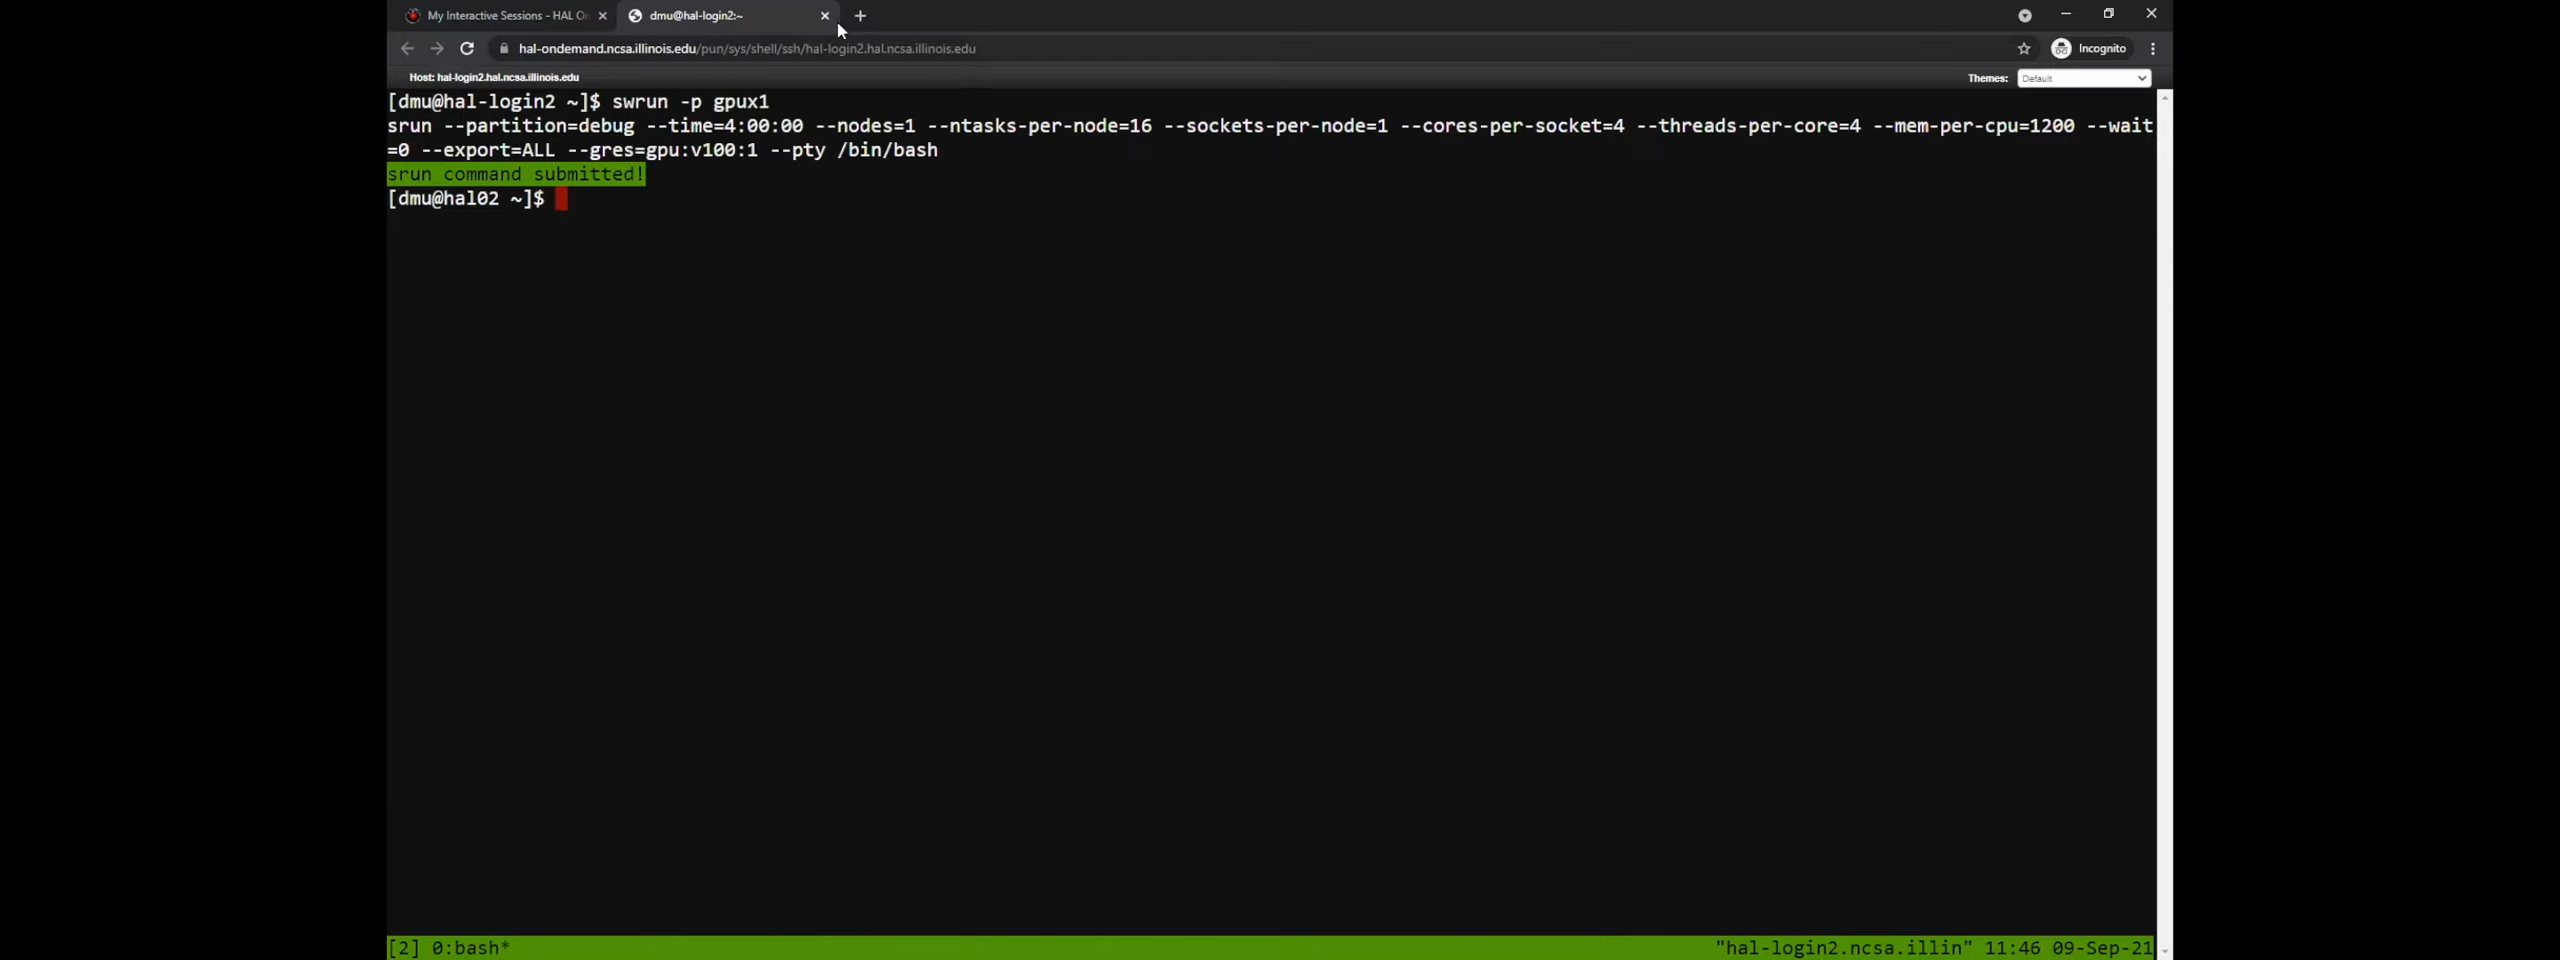 My Interactive Sessions - HAL O
dmu@hal-login2:~
hal-ondemand.ncsa.illinois.edu/pun/sys/shell/ssh/hal-login2.hal.ncsa.illinois.edu
Incognito
Host: hal-login2.hal.ncsa.illinois.edu
Themes: Default
[dmu@hal-login2 ~]$ swrun -p gpux1
srun --partition=debug --time=4:00:00 --nodes=1 --ntasks-per-node=16 --sockets-per-node=1 --cores-per-socket=4 --threads-per-core=4 --mem-per-cpu=1200 --wait
=0 --export=ALL --gres=gpu:v100:1 --pty /bin/bash
srun command submitted!
[dmu@hal02 ~]$
[2] 0:bash*
"hal-login2.ncsa.illin" 11:46 09-Sep-21